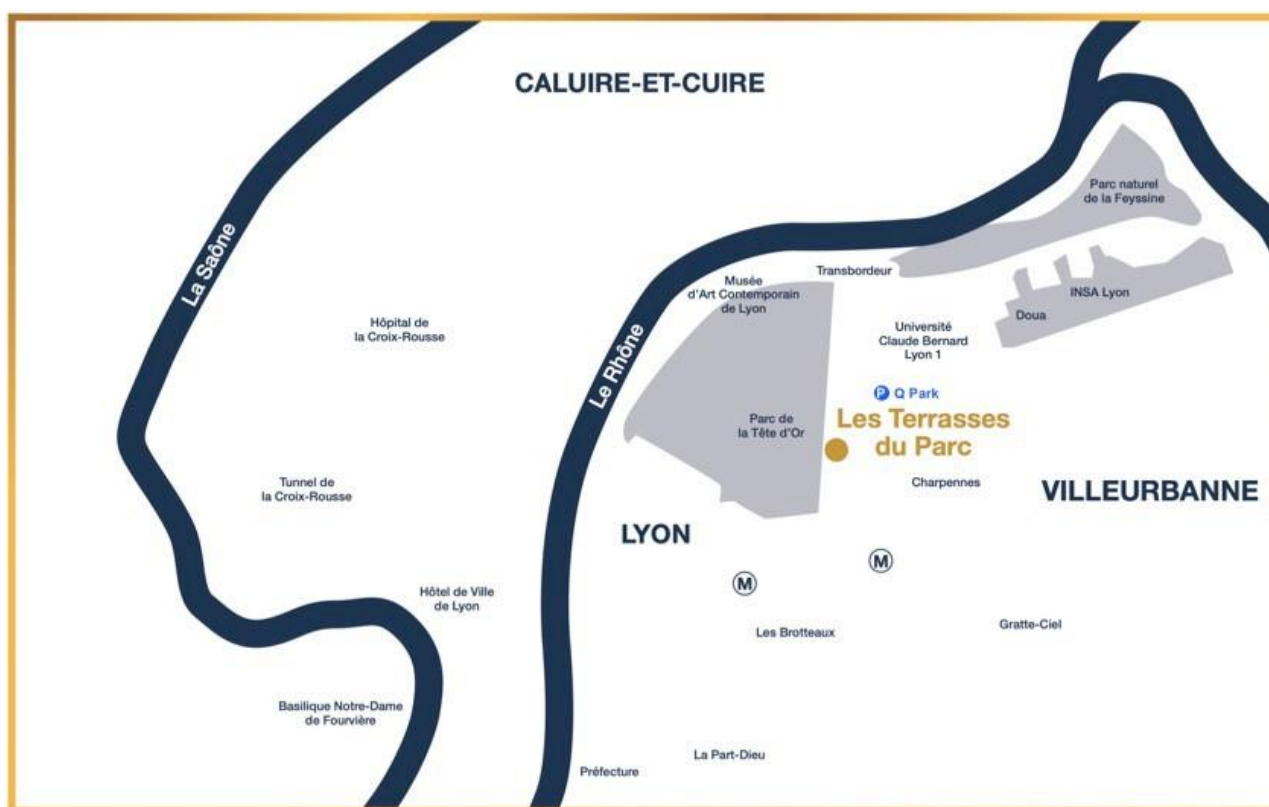 CALUIRE-ET-CUIRE
La Saône
Parc naturel
de la Feyssine
Transbordeur
Musée
d'Art Contemporain
de Lyon
INSA Lyon
Doua
Hôpital de
la Croix-Rousse
Le Rhône
Université
Claude Bernard
Lyon 1
P Q Park
Les Terrasses
du Parc
Parc de
la Tête d'Or
Charpennes
VILLEURBANNE
Tunnel de
la Croix-Rousse
LYON
M
M
Hôtel de Ville
de Lyon
Les Brotteaux
Gratte-Ciel
Basilique Notre-Dame
de Fourvière
La Part-Dieu
Préfecture